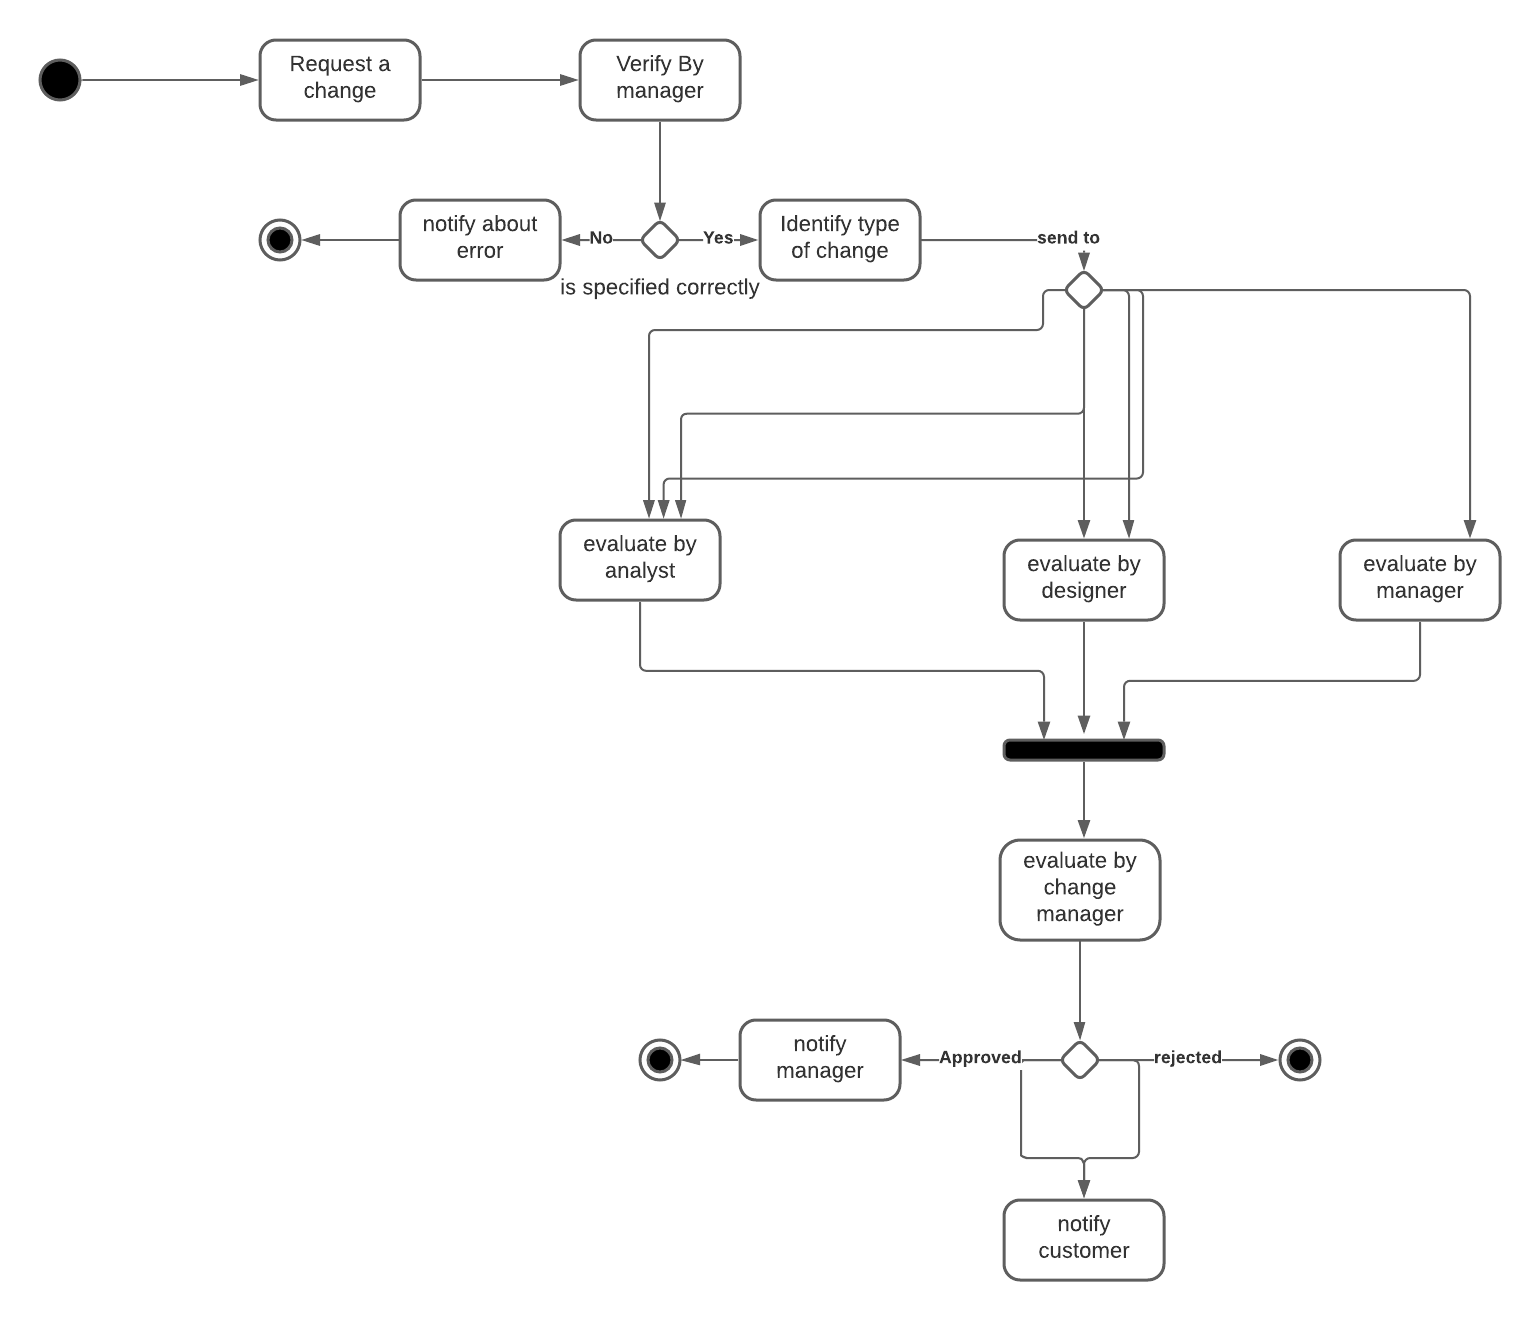 Request a
change
Verify By
manager
notify about
error
No
Yes
Identify type
of change
send to
is specified correctly
evaluate by
analyst
evaluate by
designer
evaluate by
manager
evaluate by
change
manager
notify
manager
Approved
rejected
notify
customer